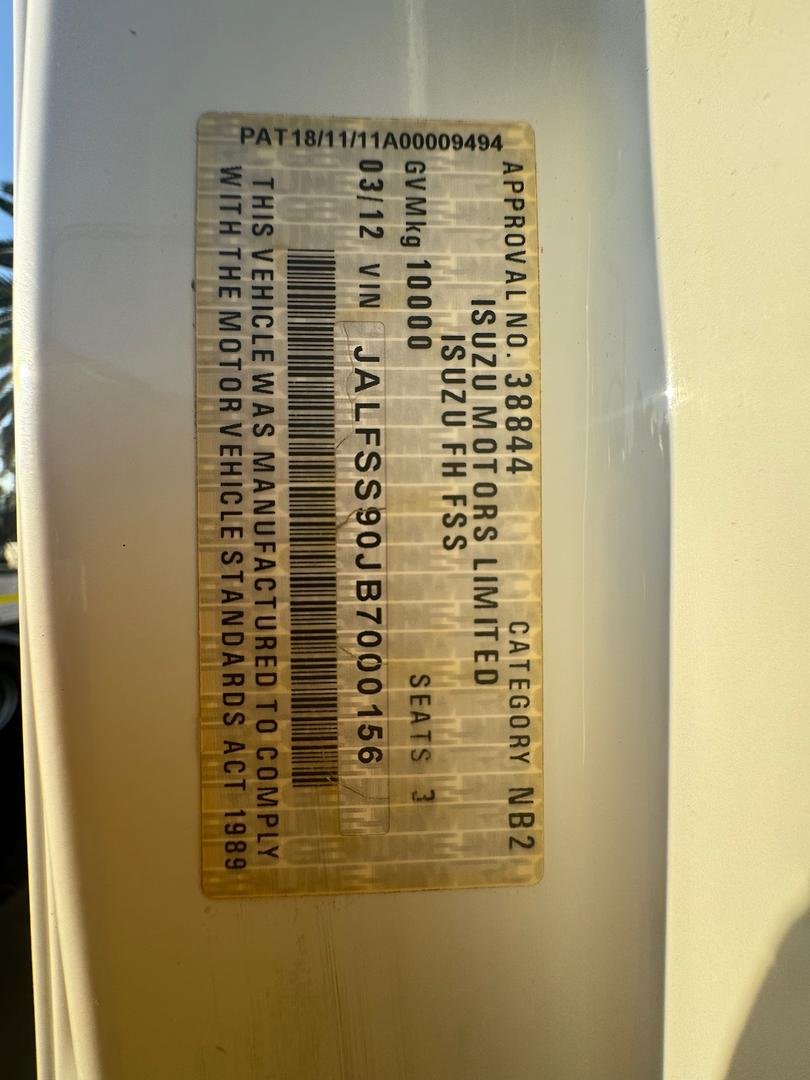 PAT18/11/11A00009494
APPROVAL NO. 38844 CATEGORY NB2
ISUZU MOTORS LIMITED
ISUZU FH FSS
GVMkg 10000 SEATS 3
03/12 VIN JALFSS90JB7000156
THIS VEHICLE WAS MANUFACTURED TO COMPLY
WITH THE MOTOR VEHICLE STANDARDS ACT 1989